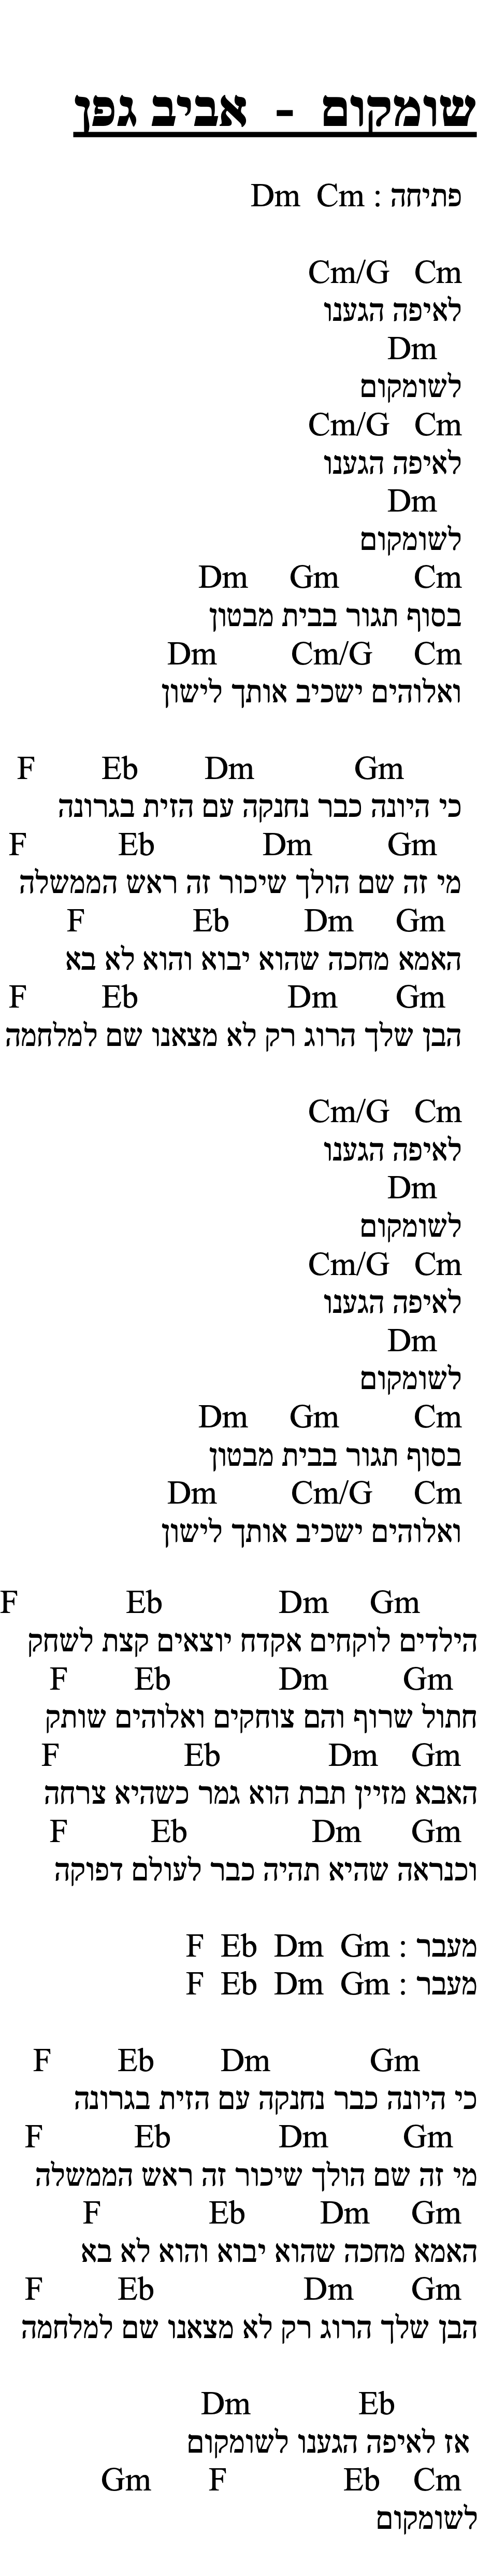 שומקום - אביב גפן
פתיחה : Dm Cm
Cm/G Cm
לאיפה הגענו
Dm
לשומקום
Cm/G Cm
לאיפה הגענו
Dm
לשומקום
Dm Gm Cm
בסוף תגור בבית מבטון
Dm Cm/G Cm
ואלוהים ישכיב אותך לישון
F Eb Dm Gm
כי היונה כבר נחנקה עם הזית בגרונה
F Eb Dm Gm
מי זה שם הולך שיכור זה ראש הממשלה
F Eb Dm Gm
האמא מחכה שהוא יבוא והוא לא בא
F Eb Dm Gm
הבן שלך הרוג רק לא מצאנו שם למלחמה
Cm/G Cm
לאיפה הגענו
Dm
לשומקום
Cm/G Cm
לאיפה הגענו
Dm
לשומקום
Dm Gm Cm
בסוף תגור בבית מבטון
Dm Cm/G Cm
ואלוהים ישכיב אותך לישון
F Eb Dm Gm
הילדים לוקחים אקדח יוצאים קצת לשחק
F Eb Dm Gm
חתול שרוף והם צוחקים ואלוהים שותק
F Eb Dm Gm
האבא מזיין תבת הוא גמר כשהיא צרחה
F Eb Dm Gm
וכנראה שהיא תהיה כבר לעולם דפוקה
מעבר : F Eb Dm Gm
מעבר : F Eb Dm Gm
F Eb Dm Gm
כי היונה כבר נחנקה עם הזית בגרונה
F Eb Dm Gm
מי זה שם הולך שיכור זה ראש הממשלה
F Eb Dm Gm
האמא מחכה שהוא יבוא והוא לא בא
F Eb Dm Gm
הבן שלך הרוג רק לא מצאנו שם למלחמה
Dm Eb
אז לאיפה הגענו לשומקום
Gm F Eb Cm
לשומקום